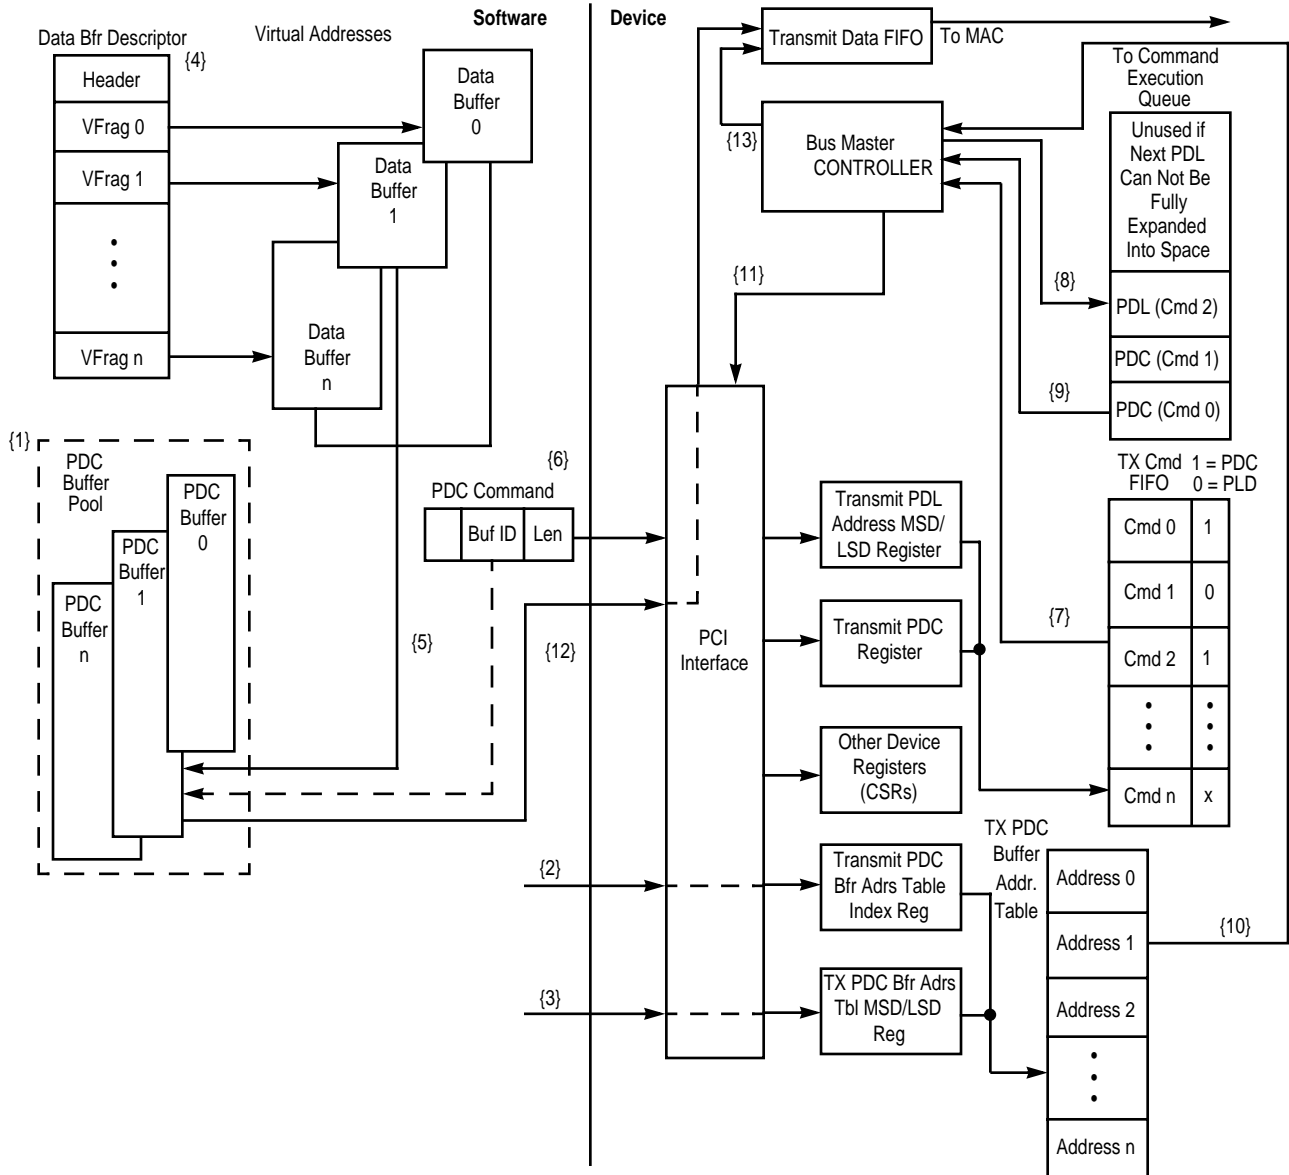 Software
Device
Data Bfr Descriptor
{4}
Virtual Addresses
Header
VFrag 0
VFrag 1
VFrag n
Data
Buffer
0
Data
Buffer
1
Data
Buffer
n
Transmit Data FIFO
To MAC
To Command
Execution
Queue
{13}
Bus Master
CONTROLLER
Unused if
Next PDL
Can Not Be
Fully
Expanded
Into Space
{11}
{8}
PDL (Cmd 2)
PDC (Cmd 1)
{9}
PDC (Cmd 0)
{1}
PDC
Buffer
Pool
PDC
Buffer
0
PDC
Buffer
1
PDC
Buffer
n
{6}
PDC Command
Buf ID
Len
{5}
{12}
PCI
Interface
Transmit PDL
Address MSD/
LSD Register
Transmit PDC
Register
Other Device
Registers
(CSRs)
Transmit PDC
Bfr Adrs Table
Index Reg
TX PDC Bfr Adrs
Tbl MSD/LSD
Reg
TX Cmd
FIFO
1 = PDC
0 = PLD
Cmd 0 1
Cmd 1 0
{7}
Cmd 2 1
Cmd n x
{2}
{3}
TX PDC
Buffer
Addr.
Table
Address 0
Address 1
{10}
Address 2
Address n